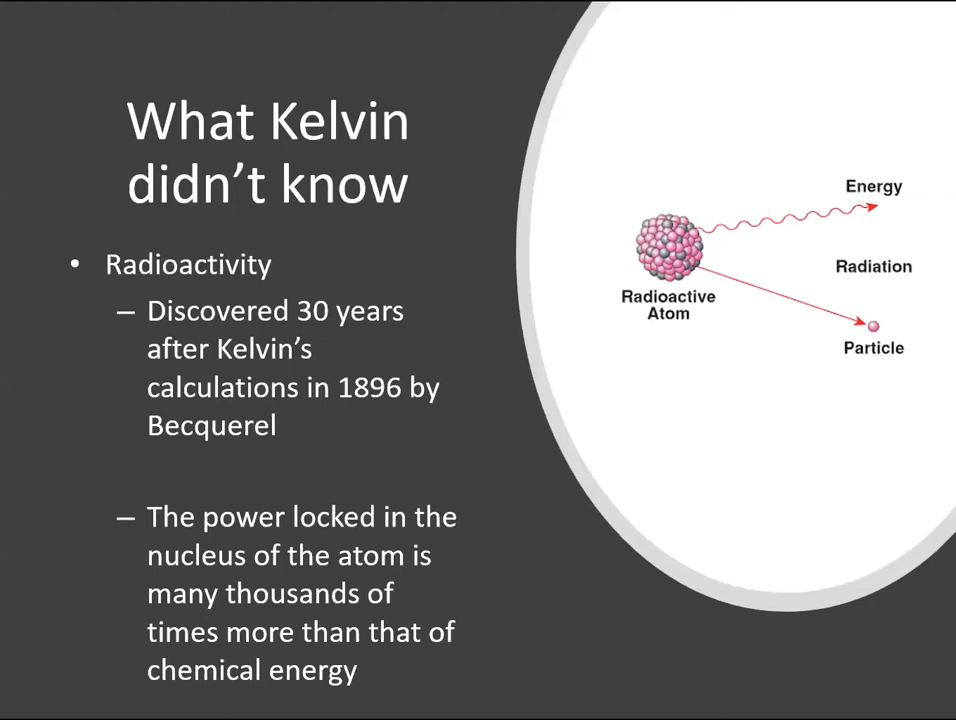 What Kelvin
didn’t know
• Radioactivity
– Discovered 30 years
after Kelvin’s
calculations in 1896 by
Becquerel
– The power locked in the
nucleus of the atom is
many thousands of
times more than that of
chemical energy
Energy
Radiation
Radioactive
Atom
Particle